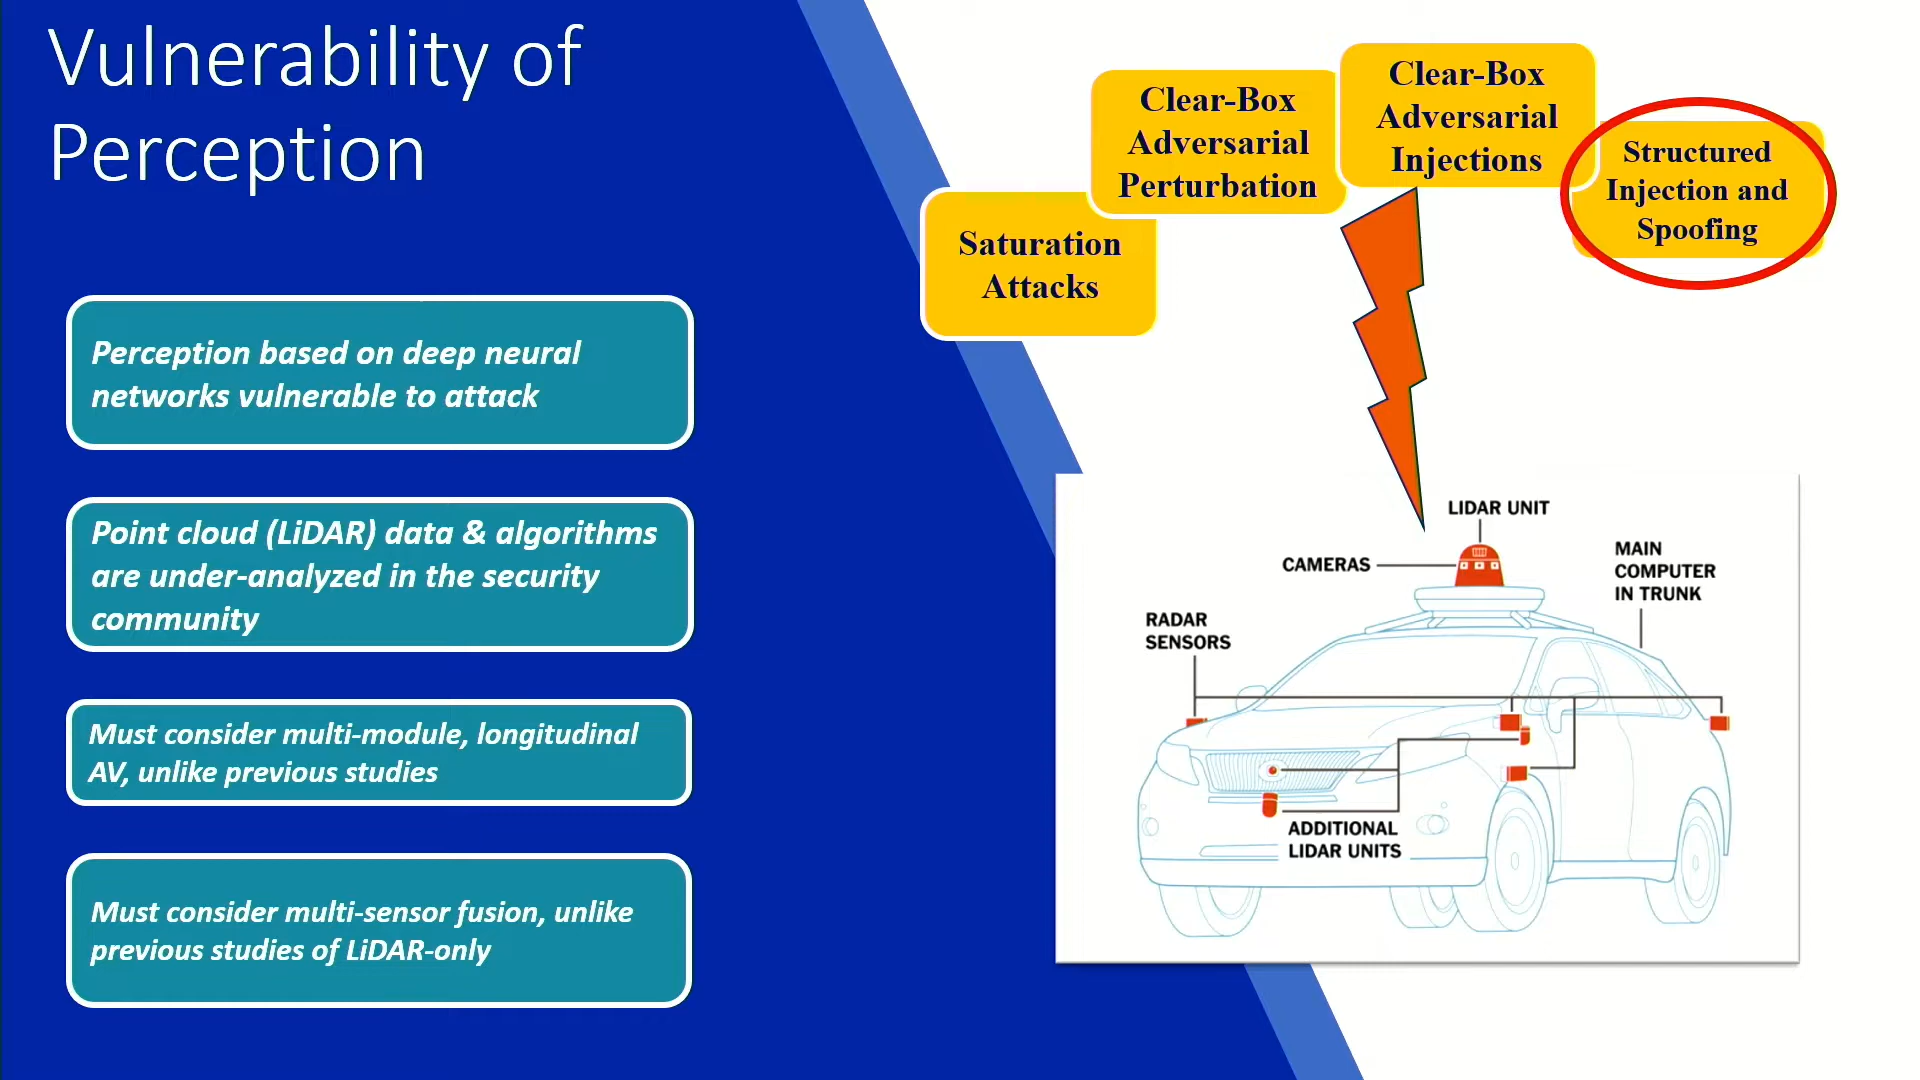 Vulnerability of
Perception
Perception based on deep neural
networks vulnerable to attack
Point cloud (LiDAR) data & algorithms
are under-analyzed in the security
community
Must consider multi-module, longitudinal
AV, unlike previous studies
Must consider multi-sensor fusion, unlike
previous studies of LiDAR-only
Saturation
Attacks
Clear-Box
Adversarial
Perturbation
Clear-Box
Adversarial
Injections
Structured
Injection and
Spoofing
LIDAR UNIT
CAMERAS
MAIN
COMPUTER
IN TRUNK
RADAR
SENSORS
ADDITIONAL
LIDAR UNITS